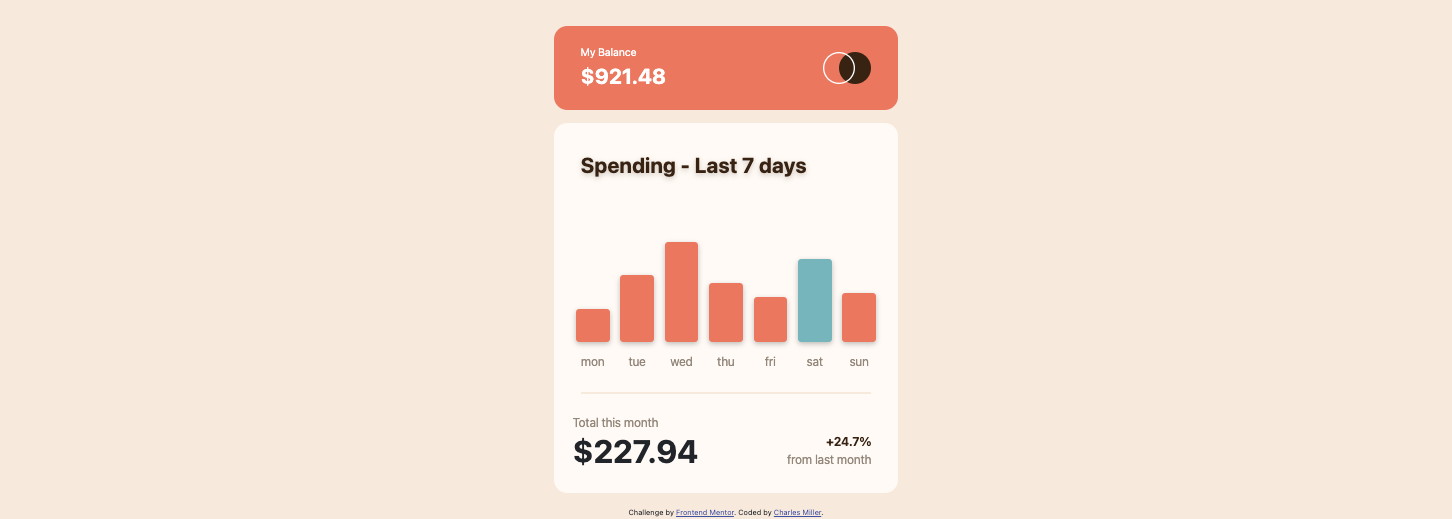 My Balance
$921.48
Spending - Last 7 days
mon tue wed thu fri sat sun
Total this month
$227.94
+24.7%
from last month
Challenge by Frontend Mentor. Coded by Charles Miller.